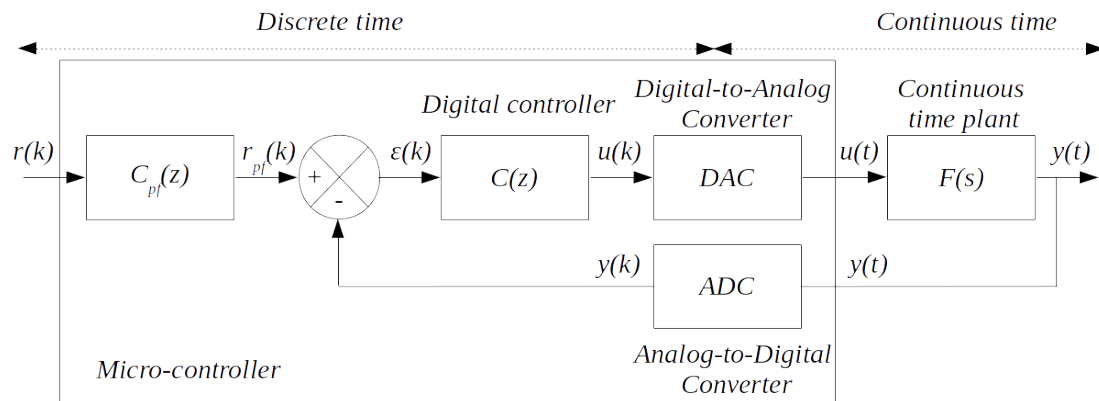 Discrete time
Continuous time
Digital controller
Digital-to-Analog
Converter
Continuous
time plant
r(k)
C_pf(z)
r_pf(k)
+
-
ε(k)
C(z)
u(k)
DAC
u(t)
F(s)
y(t)
y(k)
ADC
y(t)
Micro-controller
Analog-to-Digital
Converter